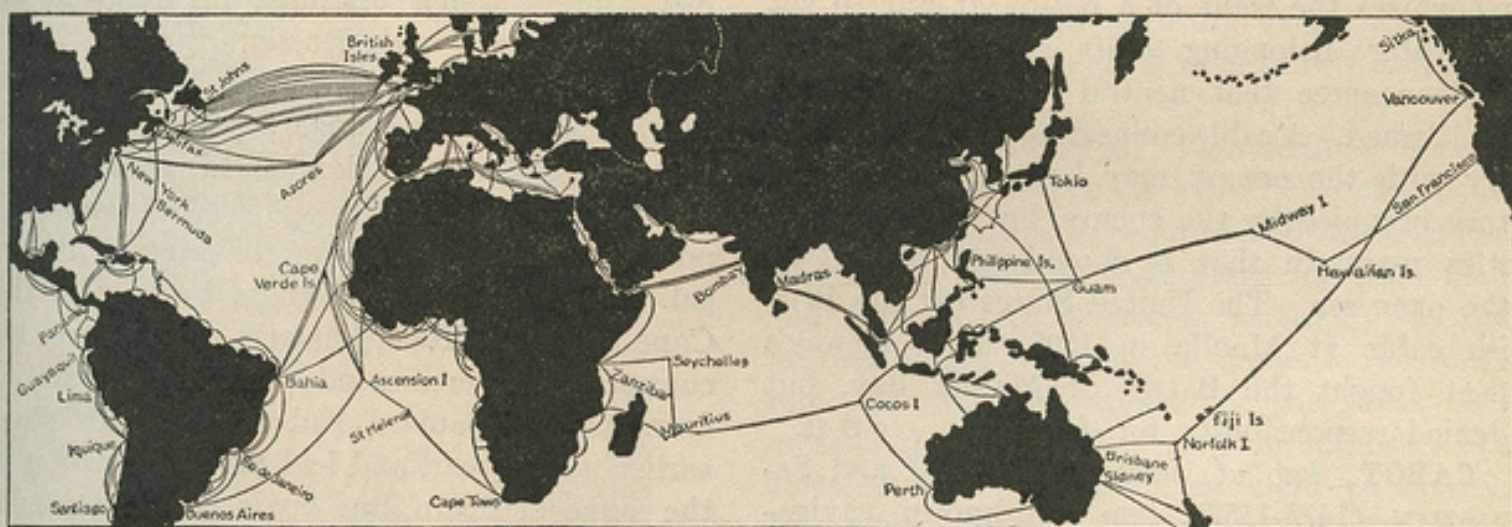 British
Isles
St Johns
Halifax
New York
Bermuda
Azores
Cape
Verde Is.
Panama
Guayaquil
Lima
Iquique
Santiago
Bahia
Rio de Janeiro
Buenos Aires
Ascension I
St Helena
Cape Town
Zanzibar
Seychelles
Mauritius
Bombay
Madras
Cocos I
Perth
Tokio
Philippine Is.
Guam
Midway I
Hawaiian Is.
Sitka
Vancouver
San Francisco
Fiji Is
Norfolk I
Brisbane
Sidney